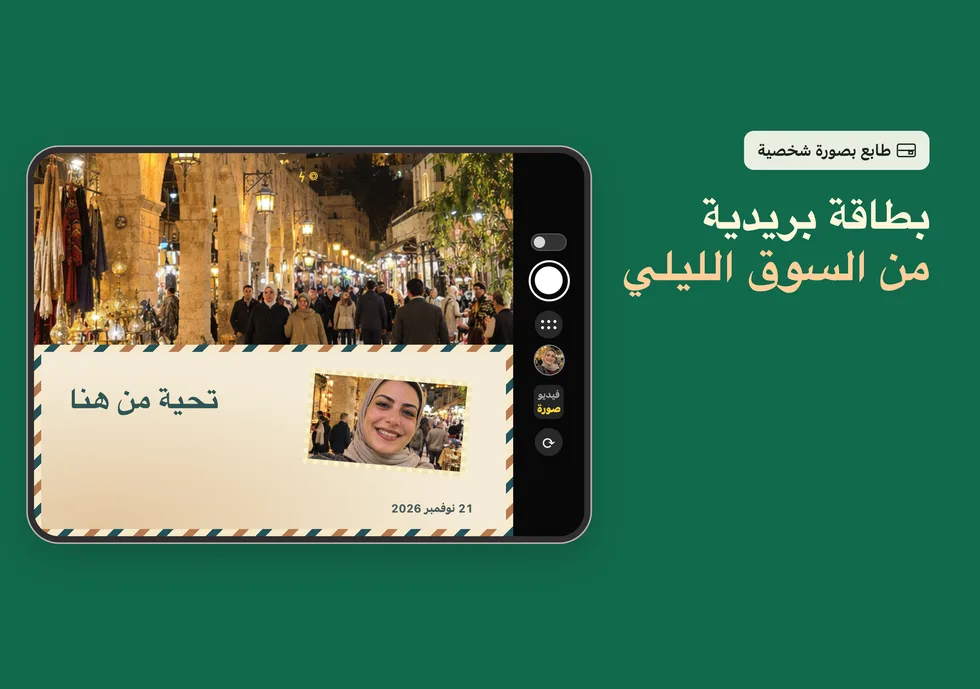 طابع بصورة شخصية
بطاقة بريدية
من السوق الليلي
فيديو
صورة
تحية من هنا
21 نوفمبر 2026